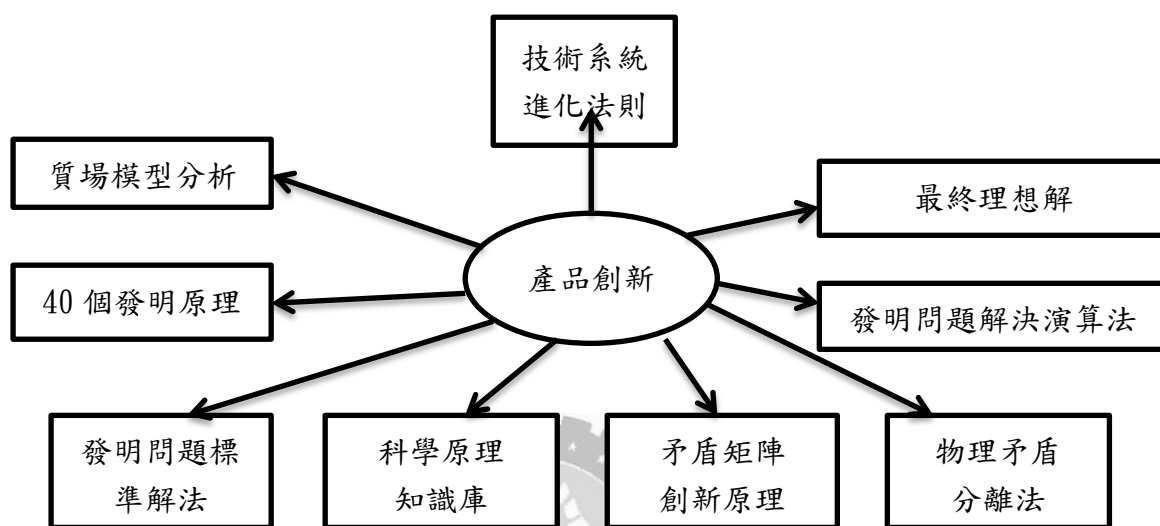 技術系統
進化法則
質場模型分析
最終理想解
產品創新
40 個發明原理
發明問題解決演算法
發明問題標
準解法
科學原理
知識庫
矛盾矩陣
創新原理
物理矛盾
分離法